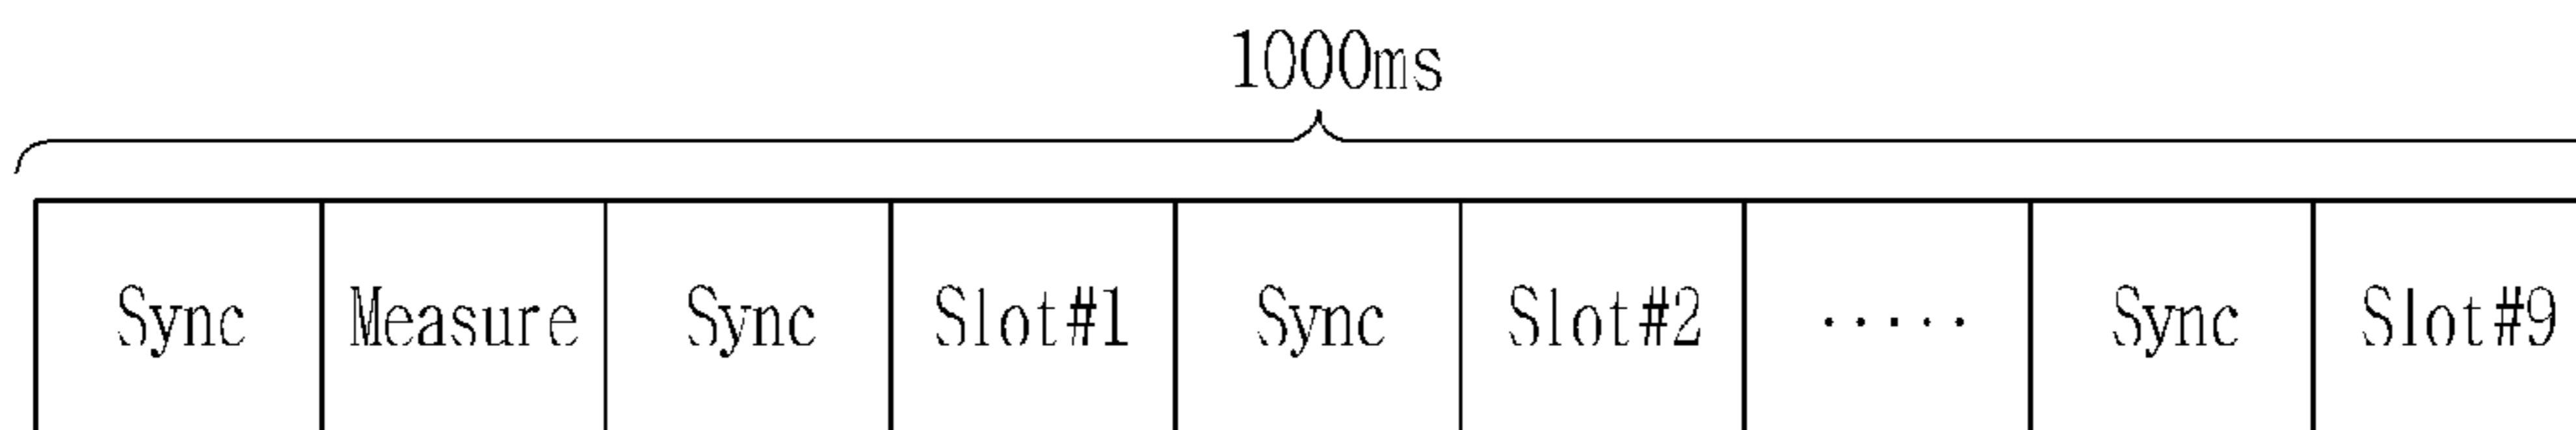 1000ms
Sync Measure Sync Slot#1 Sync Slot#2 ..... Sync Slot#9